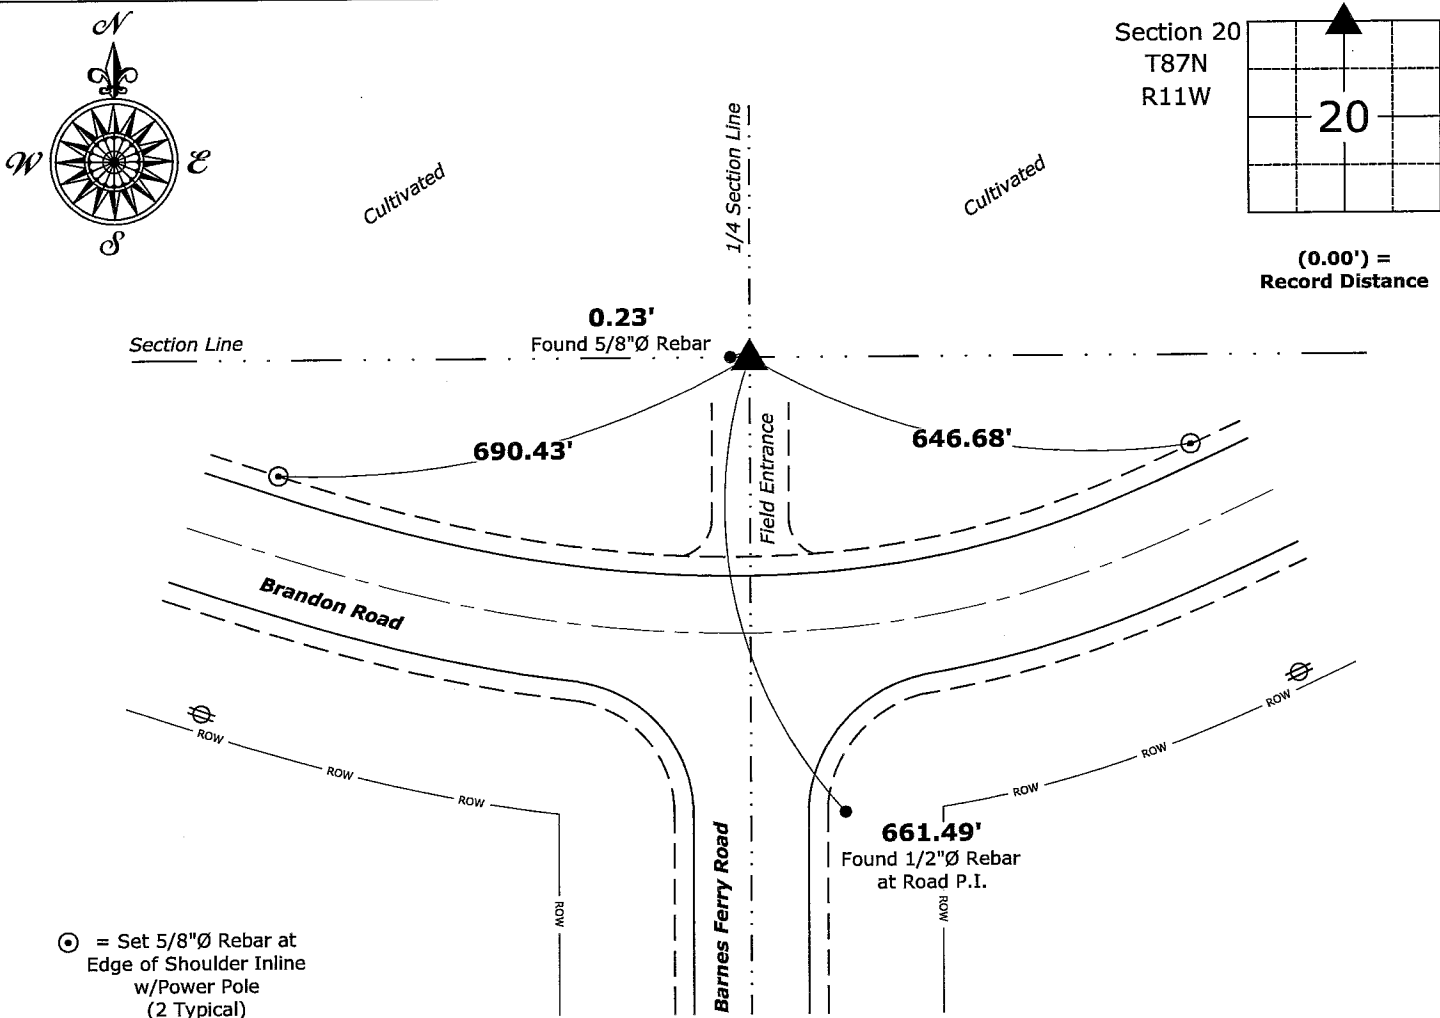 N
W
E
S
Section 20
T87N
R11W
20
(0.00') =
Record Distance
Cultivated
1/4 Section Line
Cultivated
Section Line
0.23'
Found 5/8"Ø Rebar
690.43'
646.68'
Field Entrance
Brandon Road
ROW
ROW
ROW
ROW
ROW
ROW
661.49'
Found 1/2"Ø Rebar
at Road P.I.
ROW
ROW
Barnes Ferry Road
= Set 5/8"Ø Rebar at
Edge of Shoulder Inline
w/Power Pole
(2 Typical)